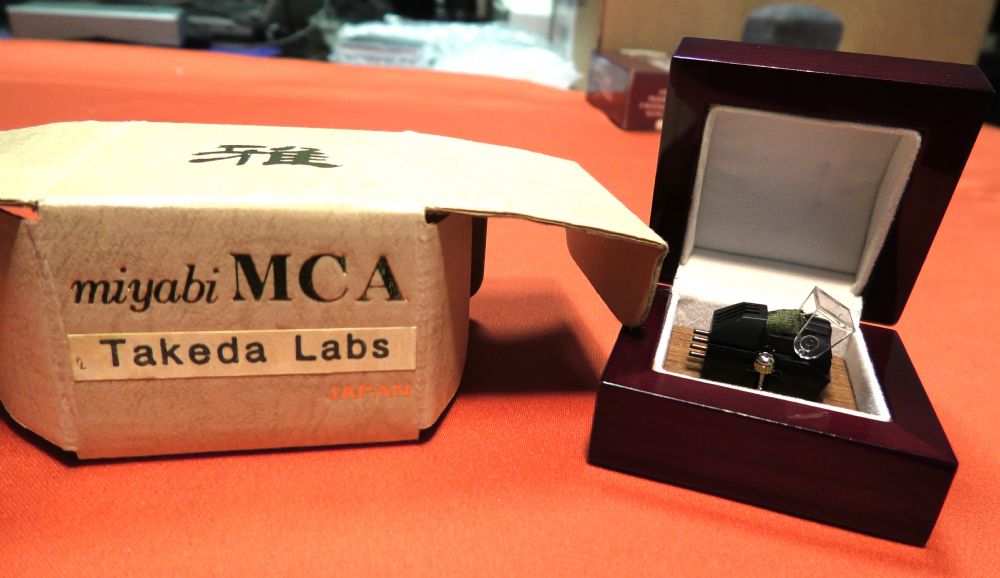 雅
miyabi MCA
Takeda Labs
JAPAN